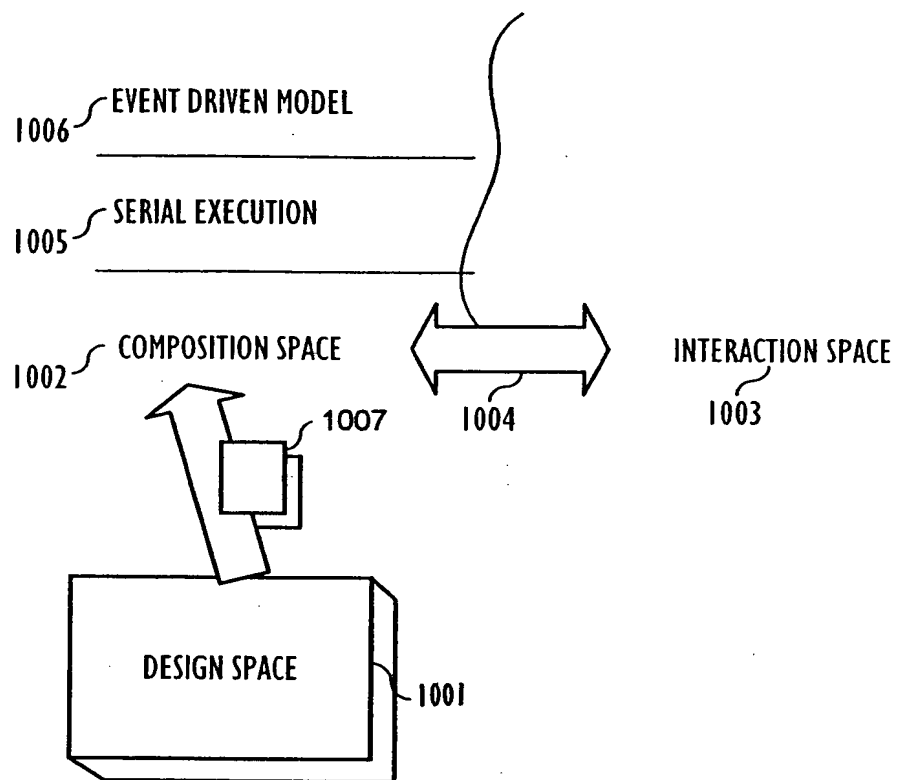 EVENT DRIVEN MODEL
1006
SERIAL EXECUTION
1005
COMPOSITION SPACE
1002
INTERACTION SPACE
1003
1004
1007
DESIGN SPACE
1001